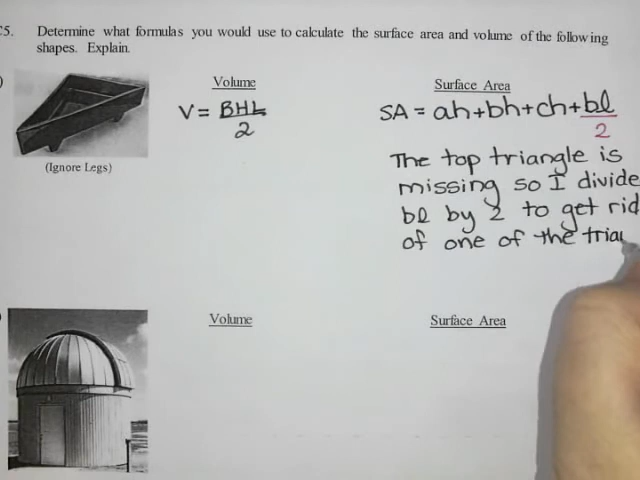 5. Determine what formulas you would use to calculate the surface area and volume of the following
shapes. Explain.
)
Volume
V = BHL
2
(Ignore Legs)
Surface Area
SA = ah+bh+ch+bl
2
The top triangle is
missing so I divide
bl by 2 to get rid
of one of the
Volume
Surface Area